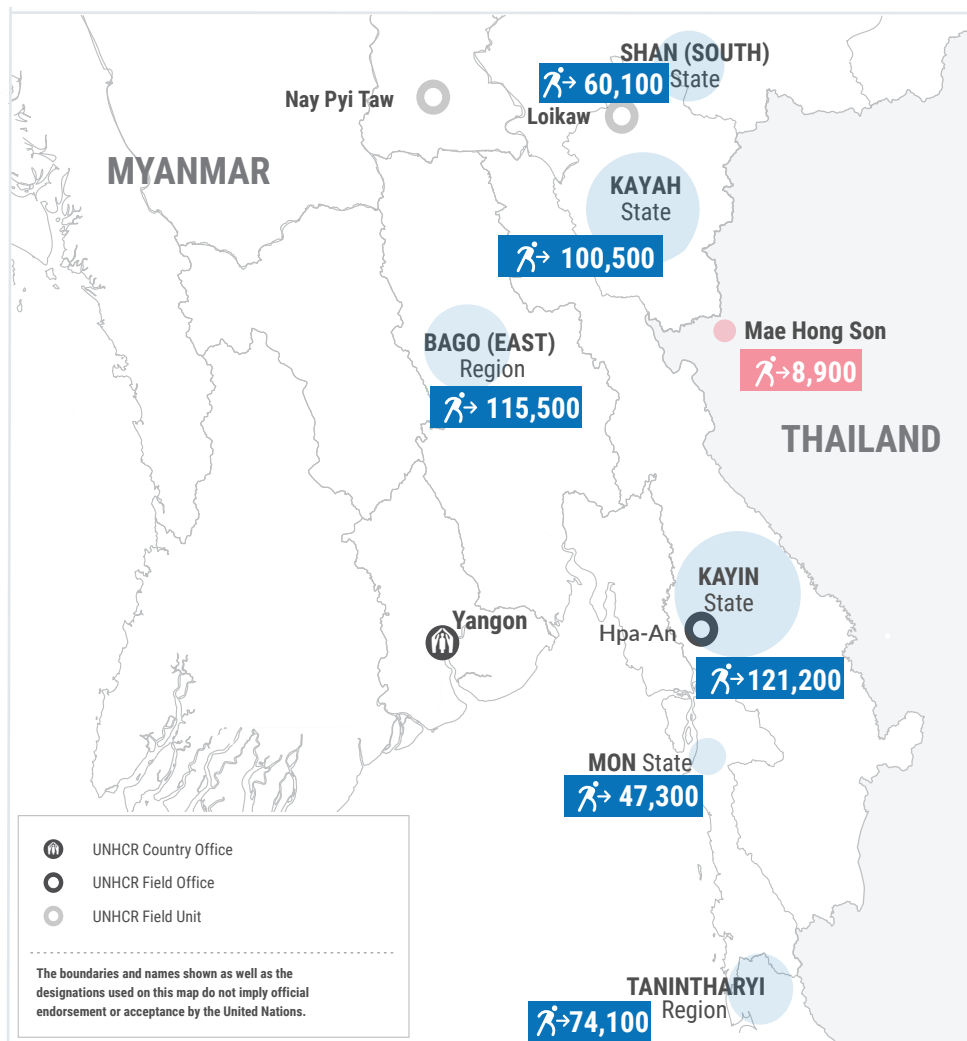 SHAN (SOUTH)
State
60,100
Nay Pyi Taw
Loikaw
MYANMAR
KAYAH
State
100,500
Mae Hong Son
8,900
BAGO (EAST)
Region
115,500
THAILAND
KAYIN
State
Yangon
Hpa-An
121,200
MON State
47,300
UNHCR Country Office
UNHCR Field Office
UNHCR Field Unit
The boundaries and names shown as well as the
designations used on this map do not imply official
endorsement or acceptance by the United Nations.
TANINTHARYI
Region
74,100